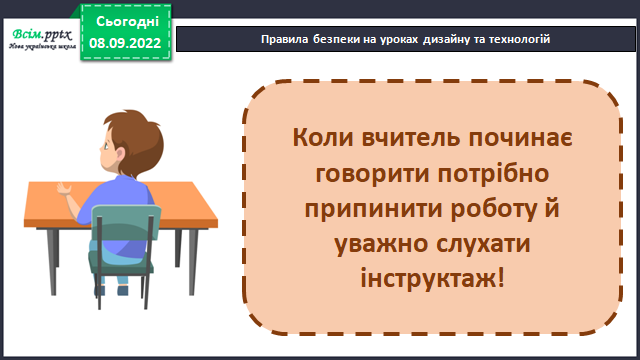 Всім.pptx
Нова українська школа
Сьогодні
08.09.2022
Правила безпеки на уроках дизайну та технологій
Коли вчитель починає
говорити потрібно
припинити роботу й
уважно слухати
інструктаж!